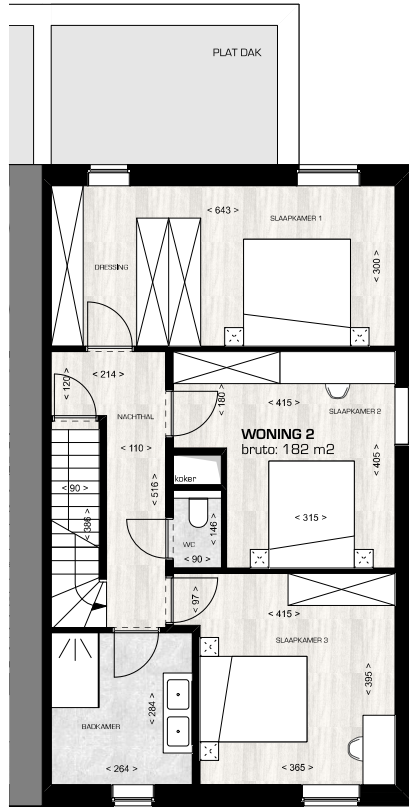 PLAT DAK
< 643 >
SLAAPKAMER 1
DRESSING
< 300 >
< 120 >
< 214 >
< 180 >
< 415 >
SLAAPKAMER 2
NACHTHAL
WONING 2
bruto: 182 m2
< 110 >
< 405 >
koker
< 90 >
< 516 >
< 386 >
< 315 >
< 146 >
WC
< 90 >
< 97 >
< 415 >
SLAAPKAMER 3
< 395 >
< 284 >
BADKAMER
< 264 >
< 365 >